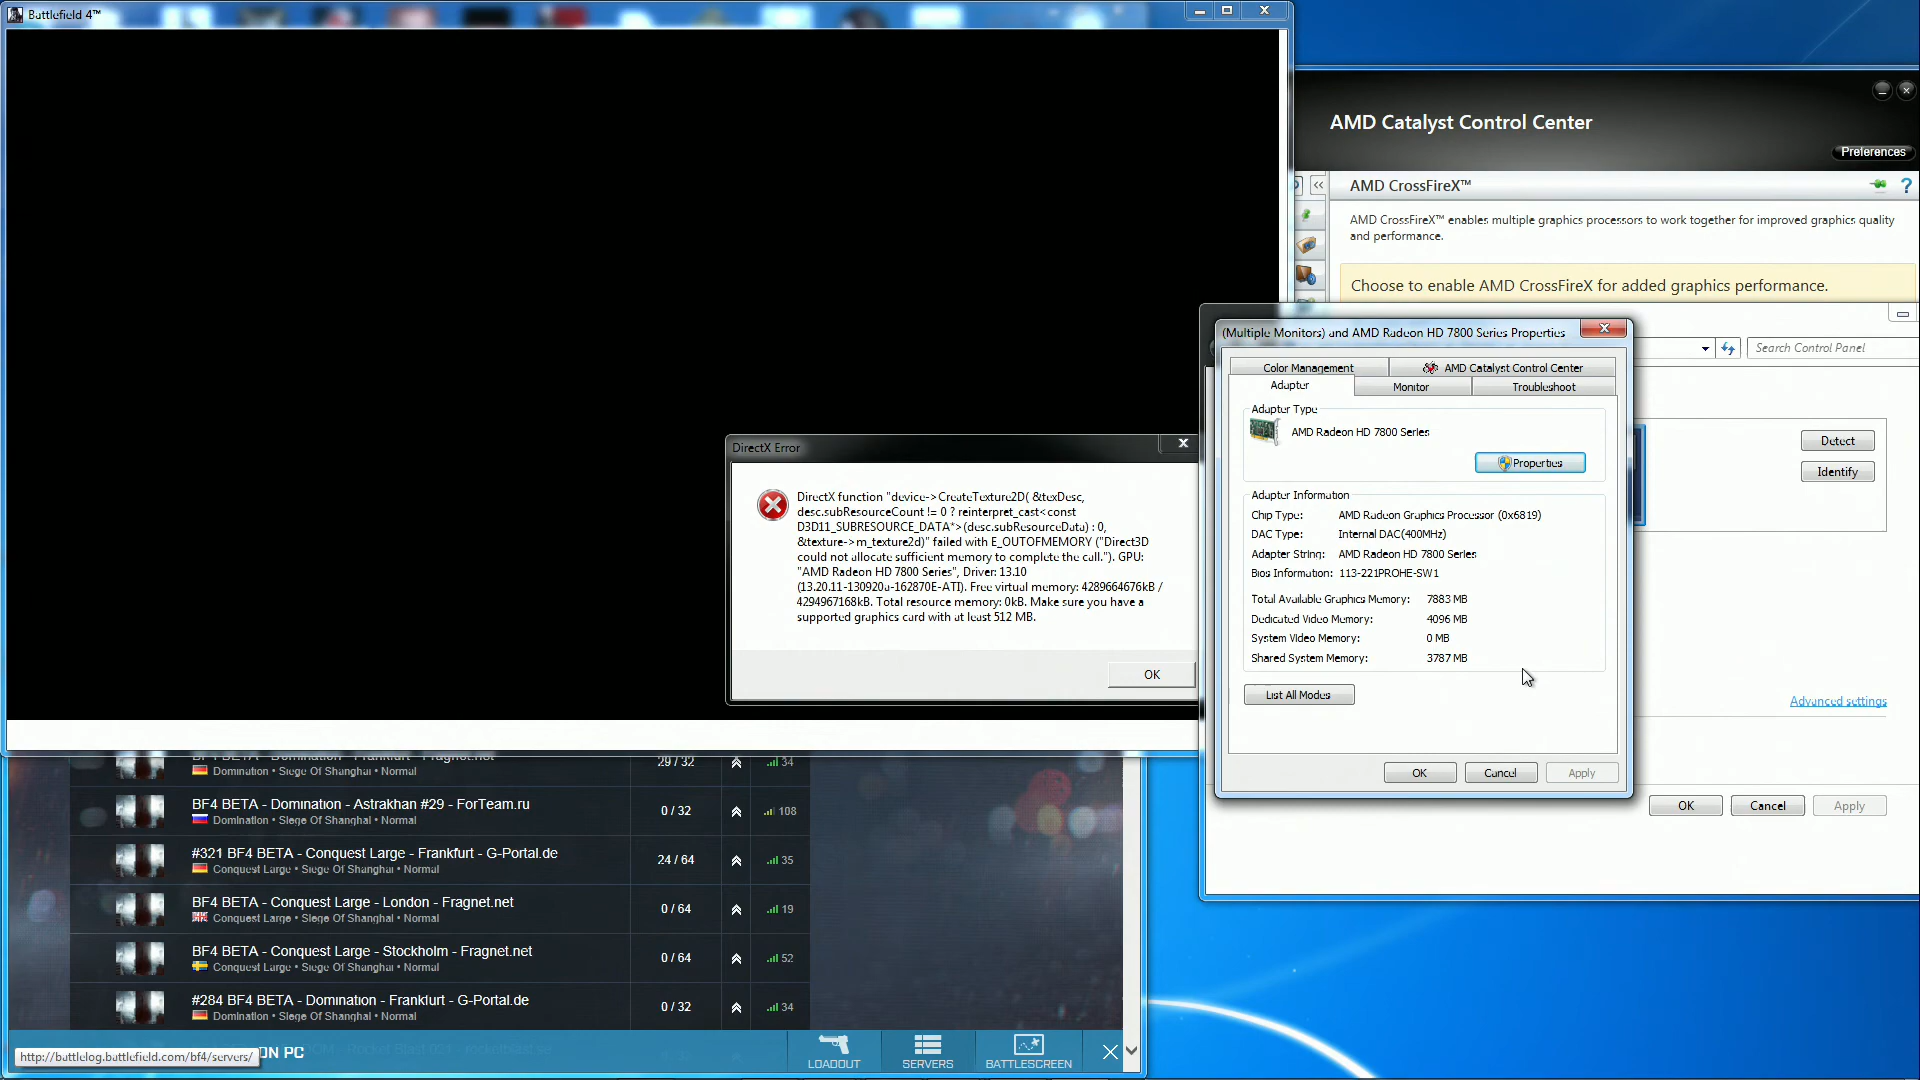 Battlefield 4™
AMD Catalyst Control Center
Preferences
AMD CrossFireX™
AMD CrossFireX™ enables multiple graphics processors to work together for improved graphics quality
and performance.
Choose to enable AMD CrossFireX for added graphics performance.
Search Control Panel
Detect
Identify
Advanced settings
OK
Cancel
Apply
(Multiple Monitors) and AMD Radeon HD 7800 Series Properties
Color Management
AMD Catalyst Control Center
Adapter
Monitor
Troubleshoot
Adapter Type
AMD Radeon HD 7800 Series
Properties
Adapter Information
Chip Type: AMD Radeon Graphics Processor (0x6819)
DAC Type: Internal DAC(400MHz)
Adapter String: AMD Radeon HD 7800 Series
Bios Information: 113-221PROHE-SW1
Total Available Graphics Memory: 7883 MB
Dedicated Video Memory: 4096 MB
System Video Memory: 0 MB
Shared System Memory: 3787 MB
List All Modes
OK
Cancel
Apply
DirectX Error
DirectX function "device->CreateTexture2D( &texDesc,
desc.subResourceCount != 0 ? reinterpret_cast<const
D3D11_SUBRESOURCE_DATA*>(desc.subResourceData) : 0,
&texture->m_texture2d)" failed with E_OUTOFMEMORY ("Direct3D
could not allocate sufficient memory to complete the call."). GPU:
"AMD Radeon HD 7800 Series", Driver: 13.10
(13.20.11-130920a-162870E-ATI). Free virtual memory: 4289664676kB /
4294967168kB. Total resource memory: 0kB. Make sure you have a
supported graphics card with at least 512 MB.
OK
BF4 BETA - Domination - Frankfurt - Fragnet.net
29 / 32
34
Domination • Siege Of Shanghai • Normal
BF4 BETA - Domination - Astrakhan #29 - ForTeam.ru
0 / 32
108
Domination • Siege Of Shanghai • Normal
#321 BF4 BETA - Conquest Large - Frankfurt - G-Portal.de
24 / 64
35
Conquest Large • Siege Of Shanghai • Normal
BF4 BETA - Conquest Large - London - Fragnet.net
0 / 64
19
Conquest Large • Siege Of Shanghai • Normal
BF4 BETA - Conquest Large - Stockholm - Fragnet.net
0 / 64
52
Conquest Large • Siege Of Shanghai • Normal
#284 BF4 BETA - Domination - Frankfurt - G-Portal.de
0 / 32
34
Domination • Siege Of Shanghai • Normal
http://battlelog.battlefield.com/bf4/servers/
ON PC
LOADOUT
SERVERS
BATTLESCREEN